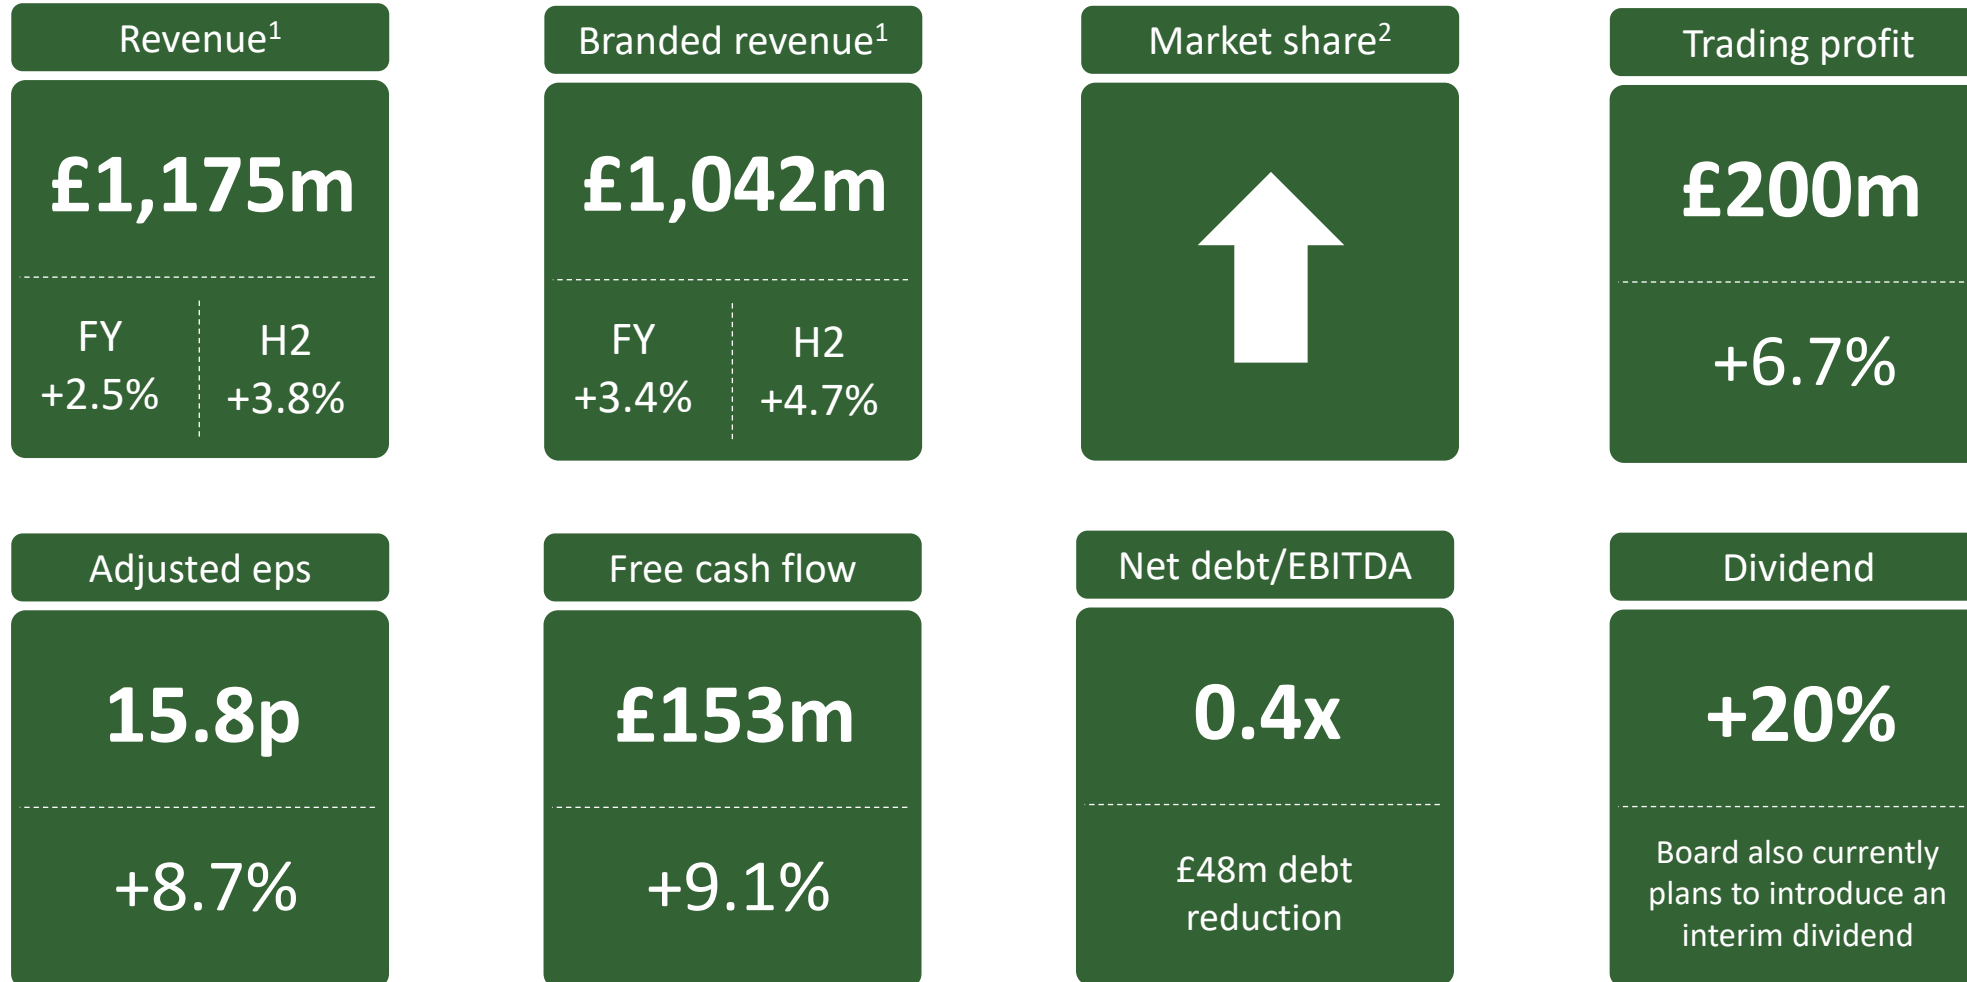 Revenue1
£1,175m
FY
+2.5%
H2
+3.8%
Branded revenue1
£1,042m
FY
+3.4%
H2
+4.7%
Market share2
Trading profit
£200m
+6.7%
Adjusted eps
15.8p
+8.7%
Free cash flow
£153m
+9.1%
Net debt/EBITDA
0.4x
£48m debt
reduction
Dividend
+20%
Board also currently
plans to introduce an
interim dividend